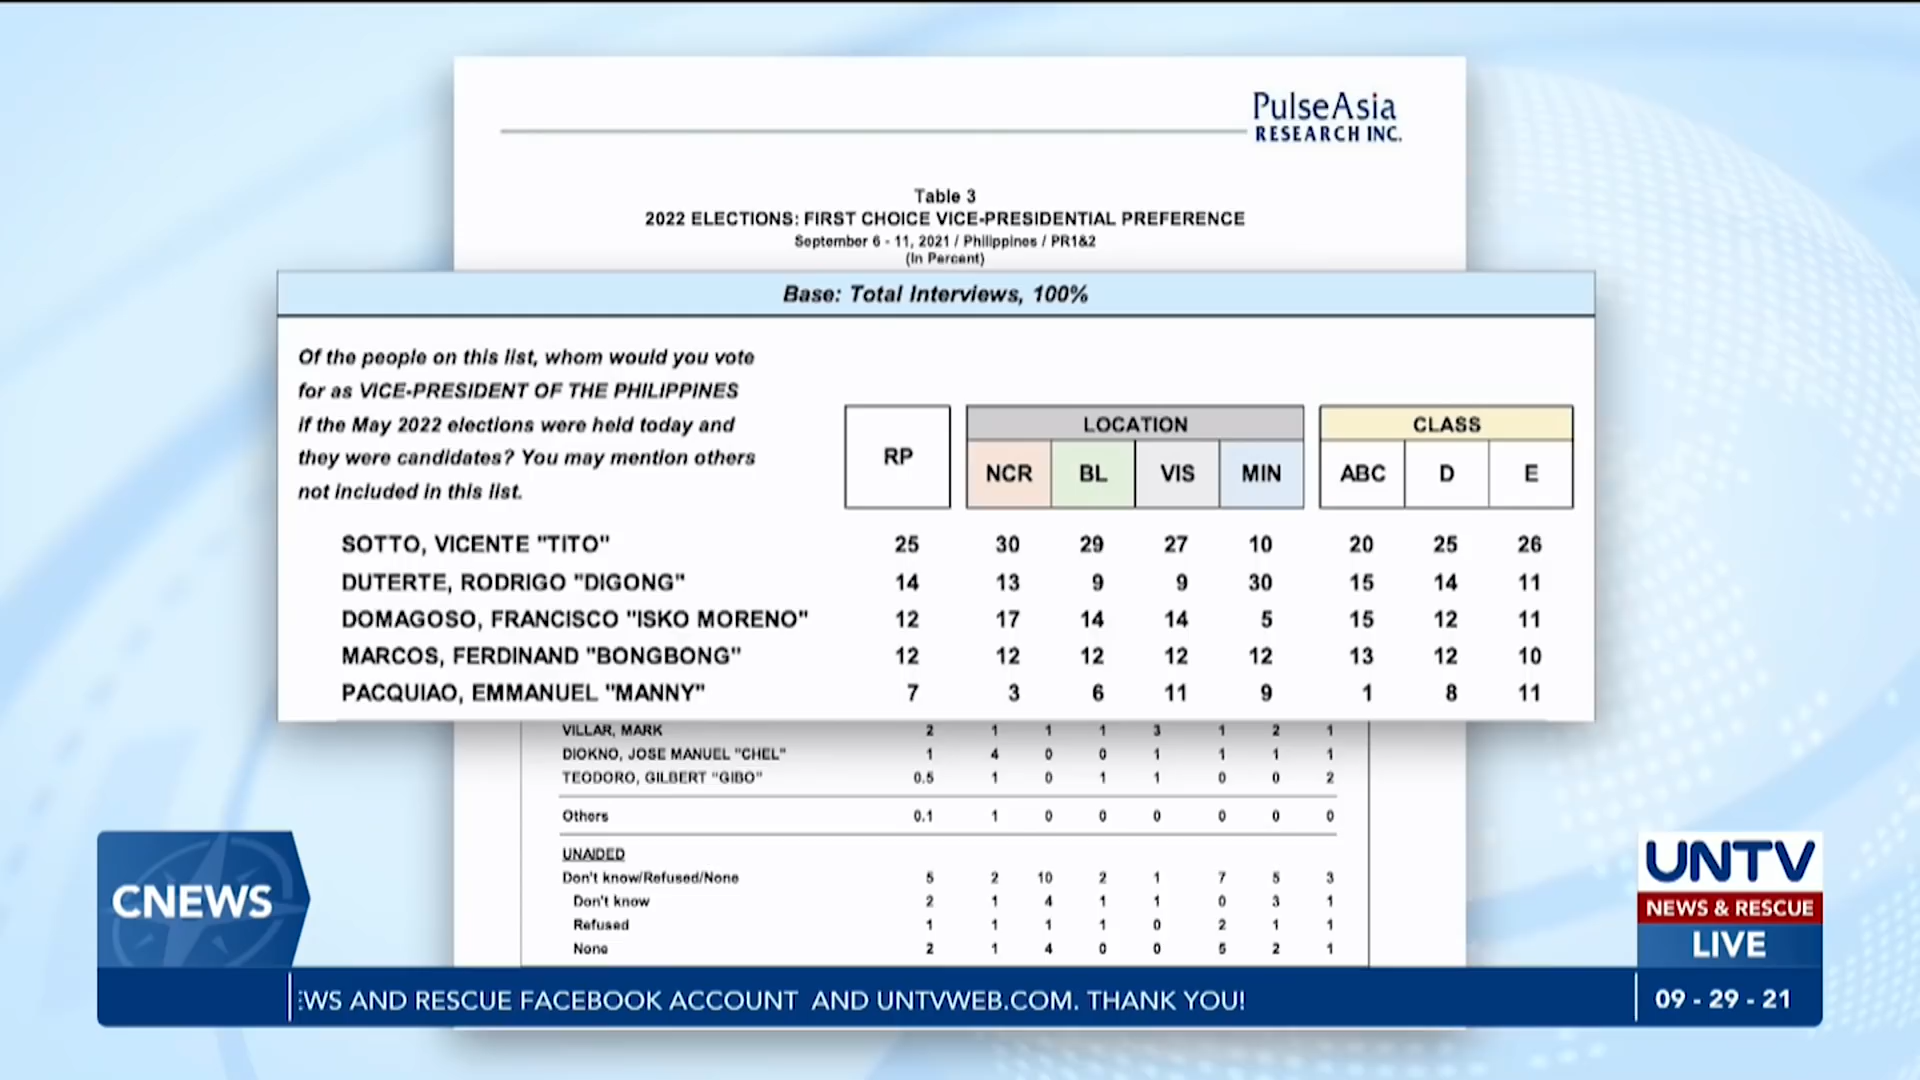 PulseAsia
RESEARCH INC.
Table 3
2022 ELECTIONS: FIRST CHOICE VICE-PRESIDENTIAL PREFERENCE
September 6 - 11, 2021 / Philippines / PR1&2
(In Percent)
Base: Total Interviews, 100%
Of the people on this list, whom would you vote
for as VICE-PRESIDENT OF THE PHILIPPINES
if the May 2022 elections were held today and
they were candidates? You may mention others
not included in this list.
RP LOCATION CLASS
NCR BL VIS MIN ABC D E
SOTTO, VICENTE "TITO" 25 30 29 27 10 20 25 26
DUTERTE, RODRIGO "DIGONG" 14 13 9 9 30 15 14 11
DOMAGOSO, FRANCISCO "ISKO MORENO" 12 17 14 14 5 15 12 11
MARCOS, FERDINAND "BONGBONG" 12 12 12 12 12 13 12 10
PACQUIAO, EMMANUEL "MANNY" 7 3 6 11 9 1 8 11
VILLAR, MARK 2 1 1 1 3 1 2 1
DIOKNO, JOSE MANUEL "CHEL" 1 4 0 0 1 1 1 1
TEODORO, GILBERT "GIBO" 0.5 1 0 1 1 0 0 2
Others 0.1 1 0 0 0 0 0 0
UNAIDED
Don't know/Refused/None 5 2 10 2 1 7 5 3
Don't know 2 1 4 1 1 0 3 1
Refused 1 1 1 1 0 2 1 1
None 2 1 4 0 0 5 2 1
CNEWS
UNTV
NEWS & RESCUE
LIVE
EWS AND RESCUE FACEBOOK ACCOUNT AND UNTVWEB.COM. THANK YOU!
09 - 29 - 21